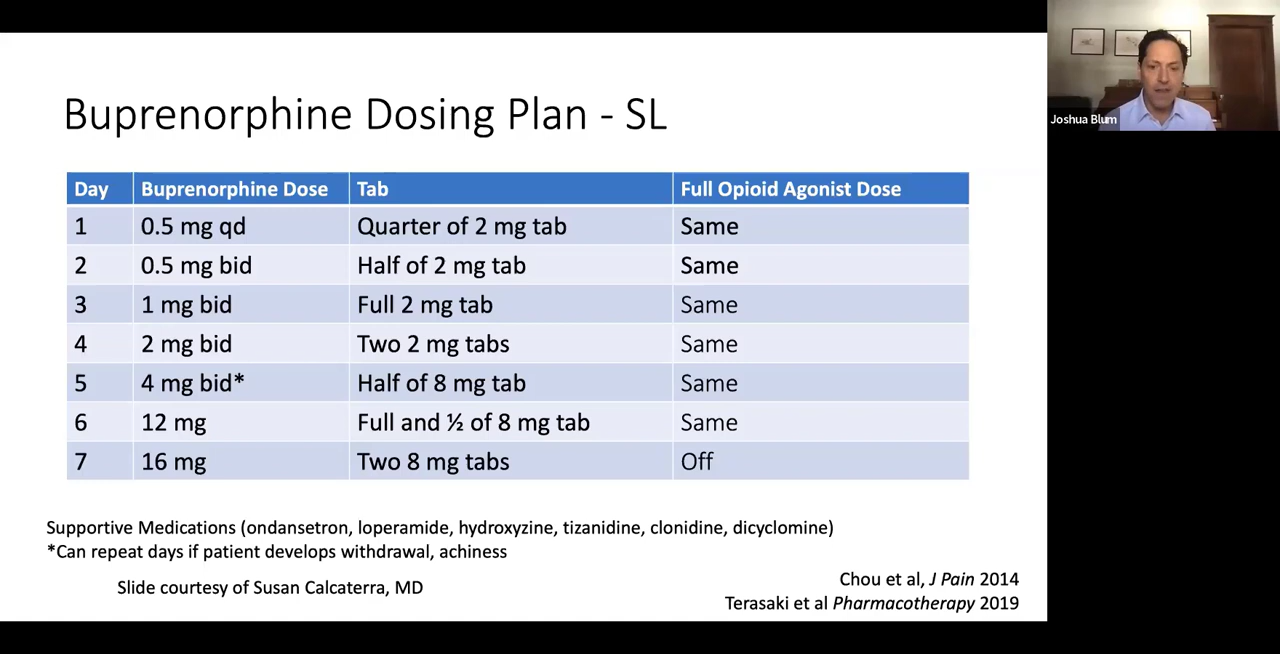 Buprenorphine Dosing Plan - SL
Day Buprenorphine Dose Tab Full Opioid Agonist Dose
1 0.5 mg qd Quarter of 2 mg tab Same
2 0.5 mg bid Half of 2 mg tab Same
3 1 mg bid Full 2 mg tab Same
4 2 mg bid Two 2 mg tabs Same
5 4 mg bid* Half of 8 mg tab Same
6 12 mg Full and ½ of 8 mg tab Same
7 16 mg Two 8 mg tabs Off
Supportive Medications (ondansetron, loperamide, hydroxyzine, tizanidine, clonidine, dicyclomine)
*Can repeat days if patient develops withdrawal, achiness
Slide courtesy of Susan Calcaterra, MD
Chou et al, J Pain 2014
Terasaki et al Pharmacotherapy 2019
Joshua Blum